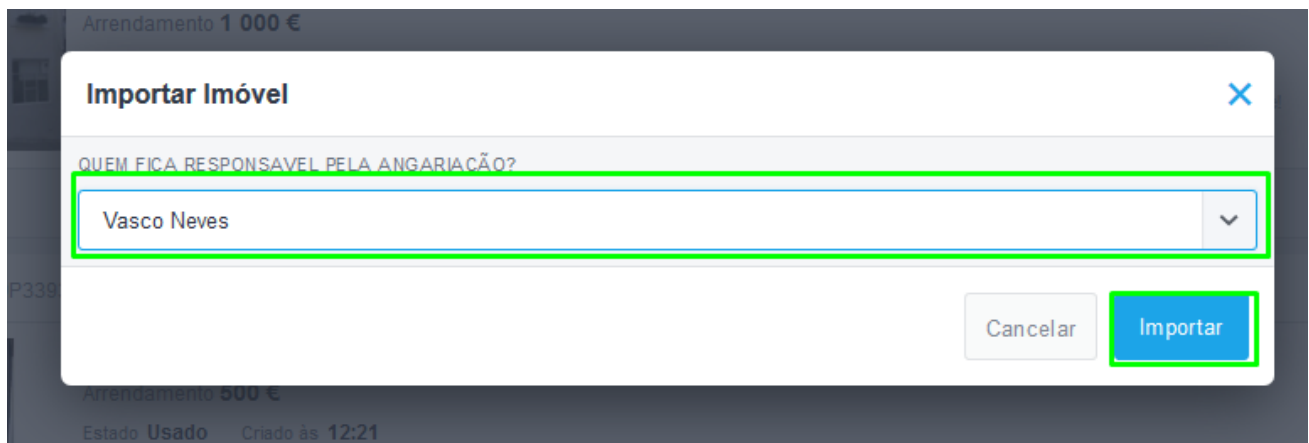 Arrendamento 1 000 €
Importar Imóvel
QUEM FICA RESPONSAVEL PELA ANGARIAÇÃO?
Vasco Neves
Cancelar
Importar
Arrendamento 500 €
Estado Usado Criado às 12:21